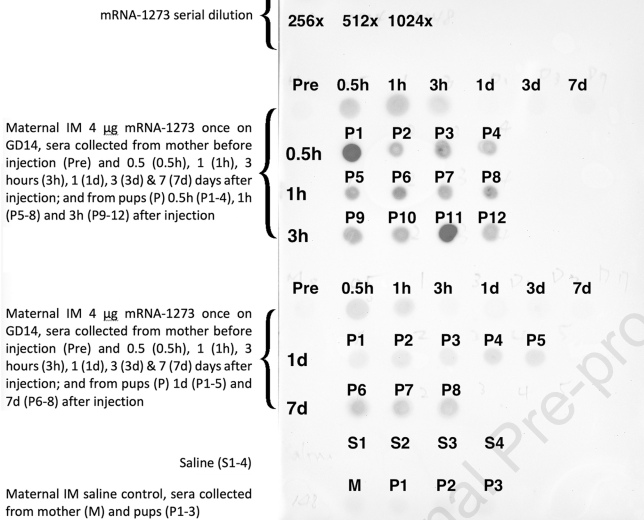 mRNA-1273 serial dilution
256x 512x 1024x
Pre 0.5h 1h 3h 1d 3d 7d
Maternal IM 4 µg mRNA-1273 once on
GD14, sera collected from mother before
injection (Pre) and 0.5 (0.5h), 1 (1h), 3
hours (3h), 1 (1d), 3 (3d) & 7 (7d) days after
injection; and from pups (P) 0.5h (P1-4), 1h
(P5-8) and 3h (P9-12) after injection
P1 P2 P3 P4
0.5h
P5 P6 P7 P8
1h
P9 P10 P11 P12
3h
Pre 0.5h 1h 3h 1d 3d 7d
Maternal IM 4 µg mRNA-1273 once on
GD14, sera collected from mother before
injection (Pre) and 0.5 (0.5h), 1 (1h), 3
hours (3h), 1 (1d), 3 (3d) & 7 (7d) days after
injection; and from pups (P) 1d (P1-5) and
7d (P6-8) after injection
P1 P2 P3 P4 P5
1d
P6 P7 P8
7d
S1 S2 S3 S4
Saline (S1-4)
M P1 P2 P3
Maternal IM saline control, sera collected
from mother (M) and pups (P1-3)
nal Pre-pro